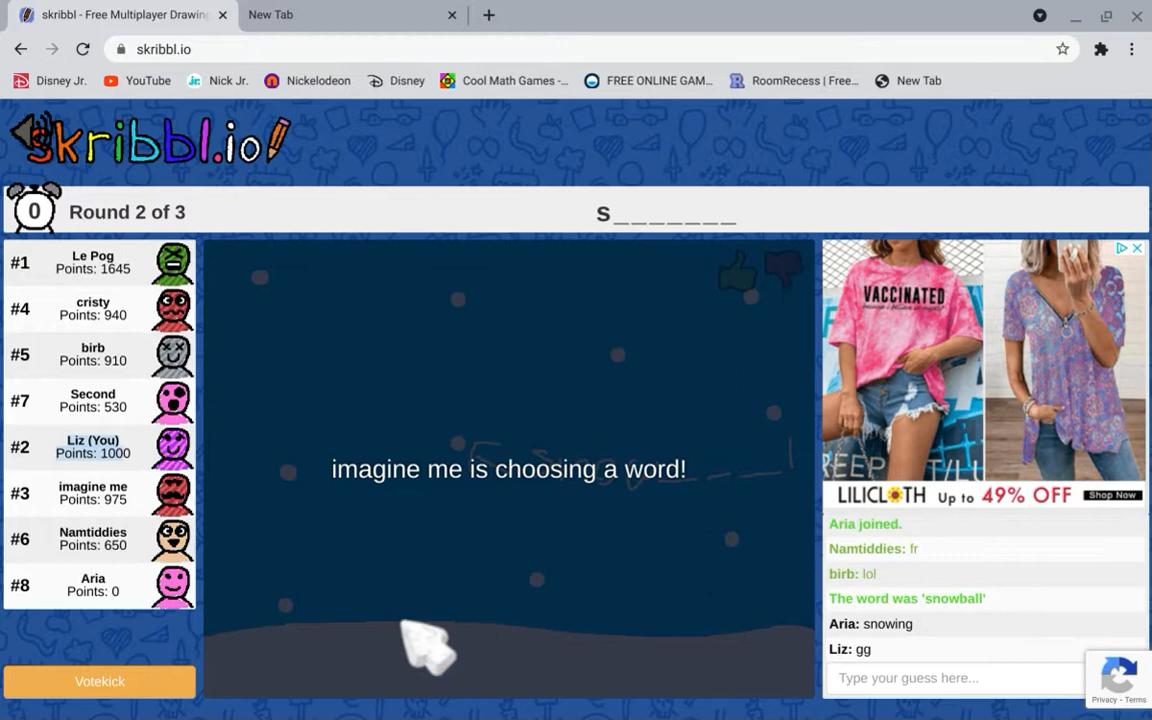 skribbl - Free Multiplayer Drawing
New Tab
skribbl.io
Disney Jr.
YouTube
Nick Jr.
Nickelodeon
Disney
Cool Math Games -...
FREE ONLINE GAM...
RoomRecess | Free...
New Tab
skribbl.io
0
Round 2 of 3
s_______
#1
Le Pog
Points: 1645
#4
cristy
Points: 940
#5
birb
Points: 910
#7
Second
Points: 530
#2
Liz (You)
Points: 1000
#3
imagine me
Points: 975
#6
Namtiddies
Points: 650
#8
Aria
Points: 0
Votekick
imagine me is choosing a word!
VACCINATED
LILICLOTH Up to 49% OFF
Shop Now
Aria joined.
Namtiddies: fr
birb: lol
The word was 'snowball'
Aria: snowing
Liz: gg
Type your guess here...
Privacy - Terms